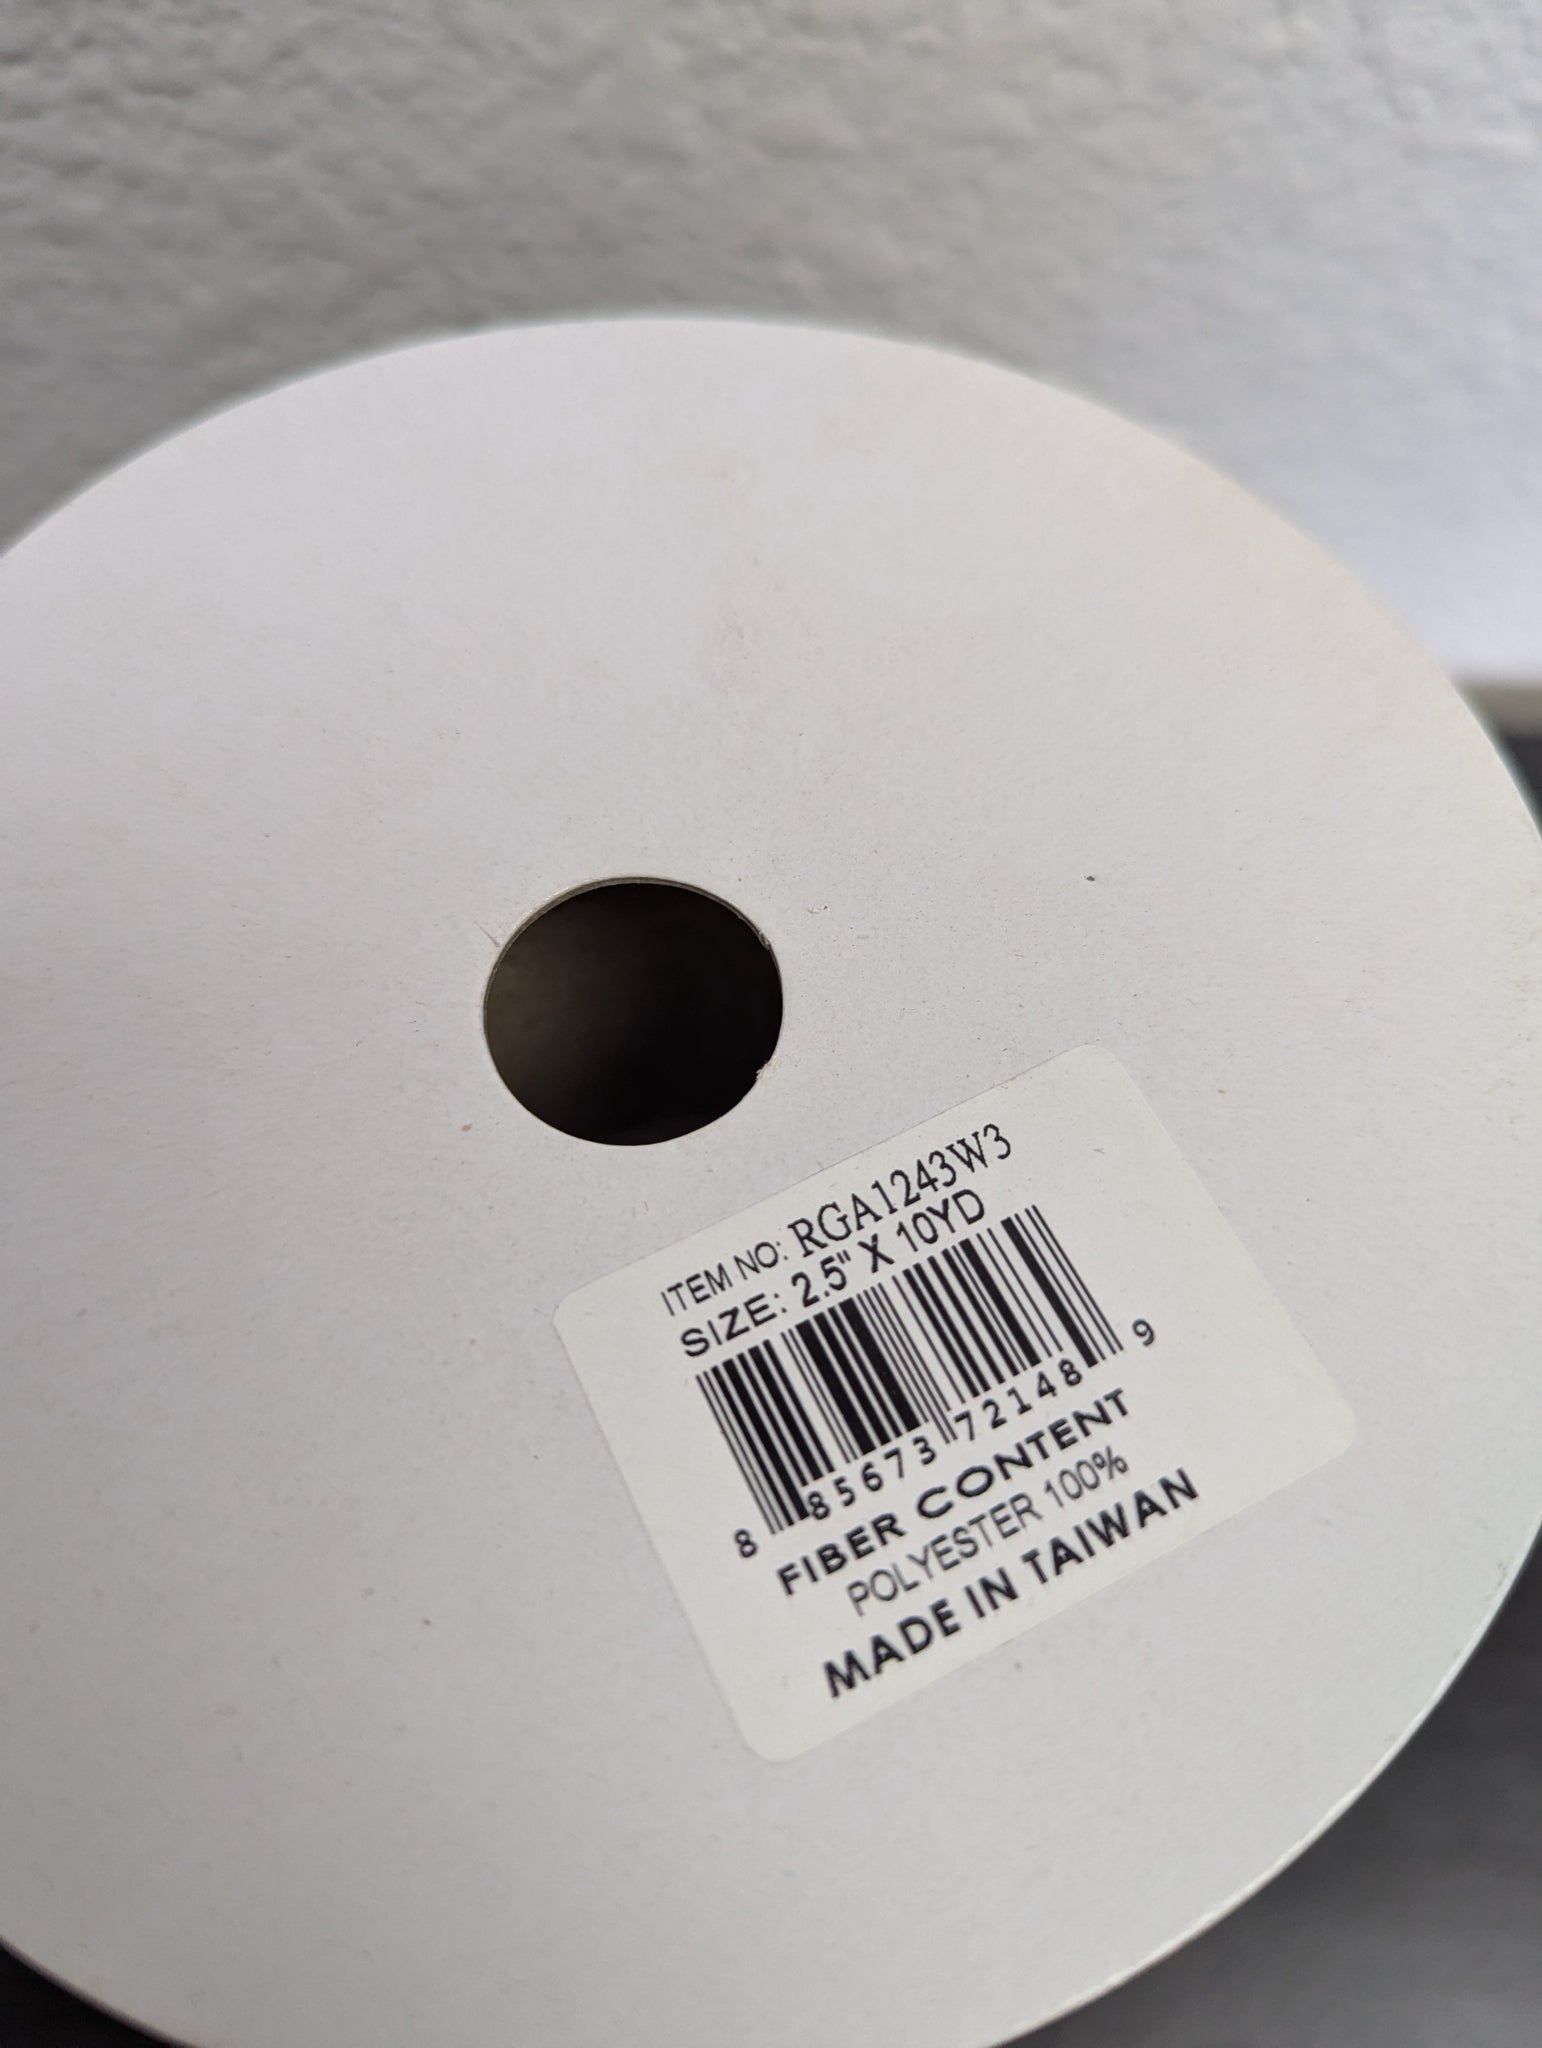 ITEM NO: RGA1243W3
SIZE: 2.5" X 10YD
8 85673 72148 9
FIBER CONTENT
POLYESTER 100%
MADE IN TAIWAN